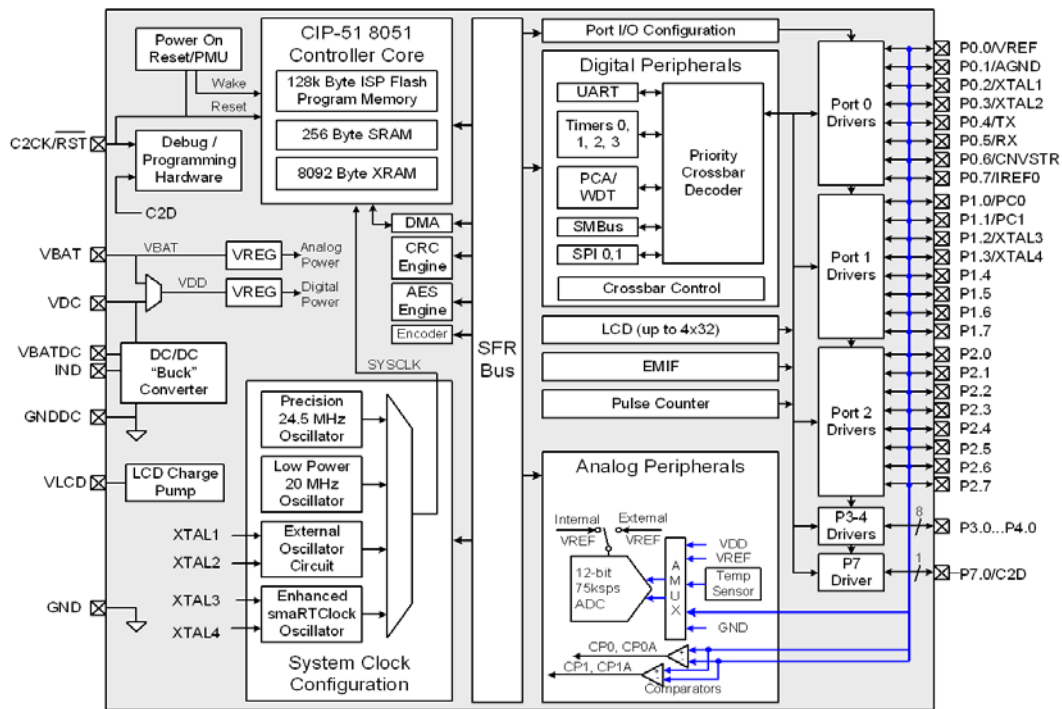 Power On
Reset/PMU
Wake
Reset
C2CK/RST
Debug /
Programming
Hardware
C2D
VBAT
VBAT
VREG
Analog
Power
VDC
VDD
VREG
Digital
Power
VBATDC
IND
DC/DC
"Buck"
Converter
GNDDC
VLCD
LCD Charge
Pump
XTAL1
XTAL2
XTAL3
XTAL4
GND
CIP-51 8051
Controller Core
128k Byte ISP Flash
Program Memory
256 Byte SRAM
8092 Byte XRAM
DMA
CRC
Engine
AES
Engine
Encoder
SYSCLK
Precision
24.5 MHz
Oscillator
Low Power
20 MHz
Oscillator
External
Oscillator
Circuit
Enhanced
smaRTClock
Oscillator
System Clock
Configuration
SFR
Bus
Port I/O Configuration
Digital Peripherals
UART
Timers 0,
1, 2, 3
PCA/
WDT
SMBus
SPI 0,1
Priority
Crossbar
Decoder
Crossbar Control
LCD (up to 4x32)
EMIF
Pulse Counter
Analog Peripherals
Internal
VREF
External
VREF
12-bit
75ksps
ADC
AMUX
VDD
VREF
Temp
Sensor
GND
CP0, CP0A
CP1, CP1A
Comparators
Port 0
Drivers
Port 1
Drivers
Port 2
Drivers
P3-4
Drivers
P7
Driver
8
1
P0.0/VREF
P0.1/AGND
P0.2/XTAL1
P0.3/XTAL2
P0.4/TX
P0.5/RX
P0.6/CNVSTR
P0.7/IREF0
P1.0/PC0
P1.1/PC1
P1.2/XTAL3
P1.3/XTAL4
P1.4
P1.5
P1.6
P1.7
P2.0
P2.1
P2.2
P2.3
P2.4
P2.5
P2.6
P2.7
P3.0...P4.0
P7.0/C2D